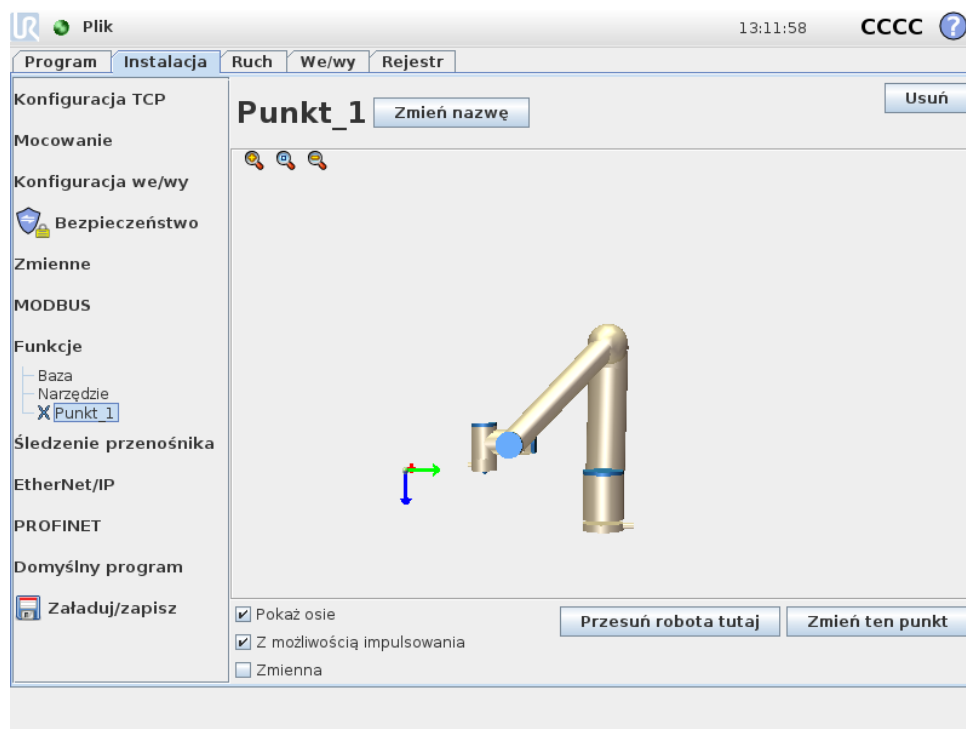 UR Plik 13:11:58 CCCC ?
Program Instalacja Ruch We/wy Rejestr
Konfiguracja TCP
Mocowanie
Konfiguracja we/wy
Bezpieczeństwo
Zmienne
MODBUS
Funkcje
Baza
Narzędzie
Punkt_1
Śledzenie przenośnika
EtherNet/IP
PROFINET
Domyślny program
Załaduj/zapisz
Punkt_1 Zmień nazwę Usuń
Pokaż osie
Z możliwością impulsowania
Zmienna
Przesuń robota tutaj Zmień ten punkt